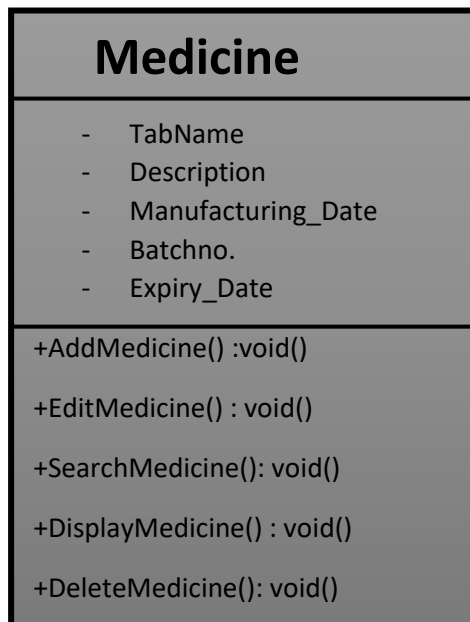 Medicine
- TabName
- Description
- Manufacturing_Date
- Batchno.
- Expiry_Date
+AddMedicine() :void()
+EditMedicine() : void()
+SearchMedicine(): void()
+DisplayMedicine() : void()
+DeleteMedicine(): void()